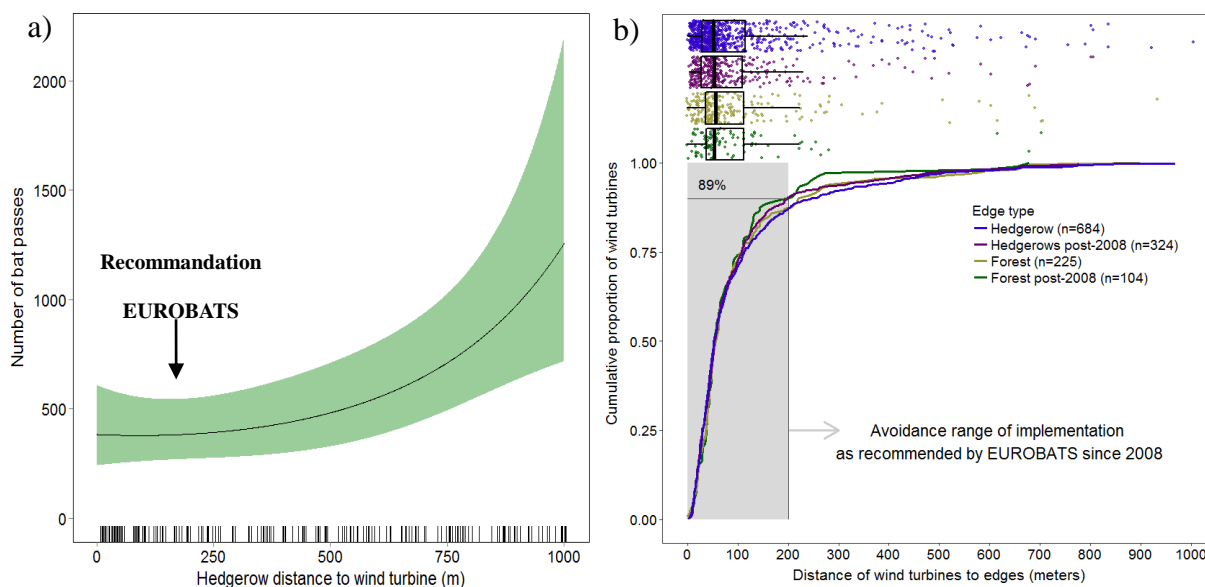 a)
Number of bat passes
2000
1500
1000
500
0
Recommandation
EUROBATS
0
250
500
750
1000
Hedgerow distance to wind turbine (m)
b)
Cumulative proportion of wind turbines
1.00
0.75
0.50
0.25
0.00
89%
Edge type
Hedgerow (n=684)
Hedgerows post-2008 (n=324)
Forest (n=225)
Forest post-2008 (n=104)
Avoidance range of implementation
as recommended by EUROBATS since 2008
0
100
200
300
400
500
600
700
800
900
1000
Distance of wind turbines to edges (meters)